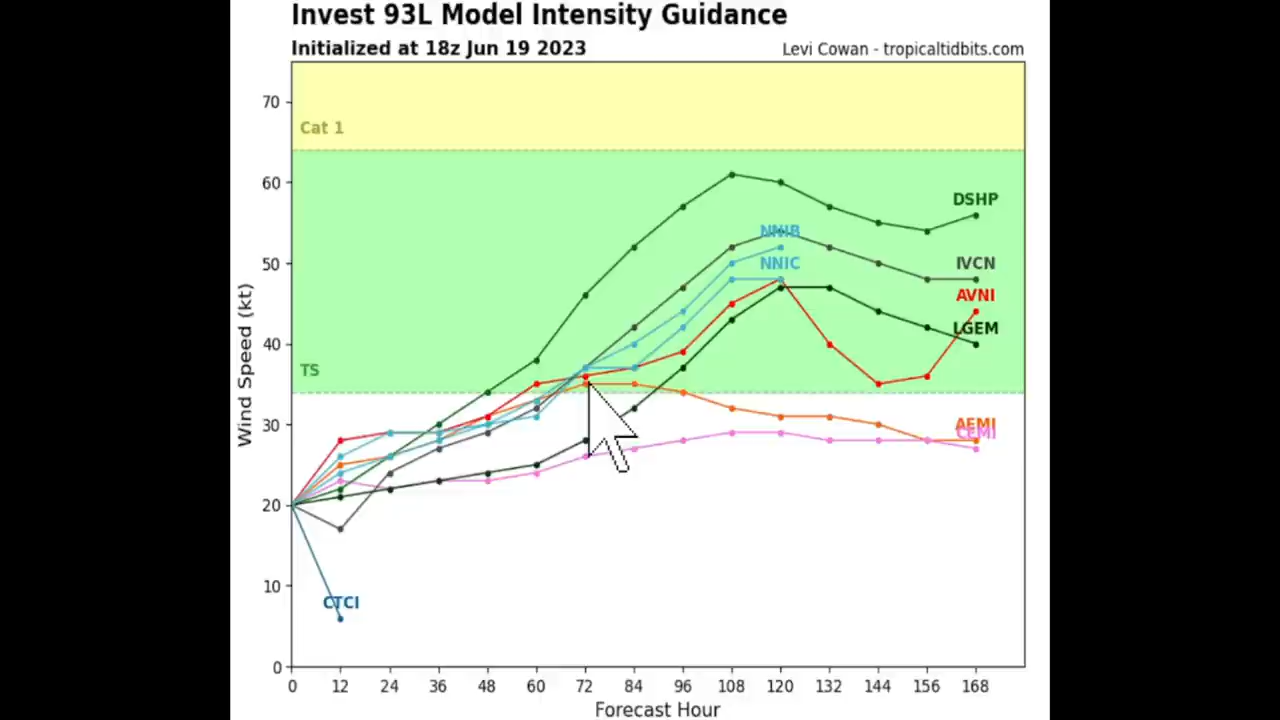 Invest 93L Model Intensity Guidance
Initialized at 18z Jun 19 2023
Levi Cowan - tropicaltidbits.com
70
Cat 1
60
DSHP
NNIB
50
NNIC
IVCN
AVNI
LGEM
40
TS
Wind Speed (kt)
30
AEMI
CEMI
20
10
CTCI
0
0 12 24 36 48 60 72 84 96 108 120 132 144 156 168
Forecast Hour